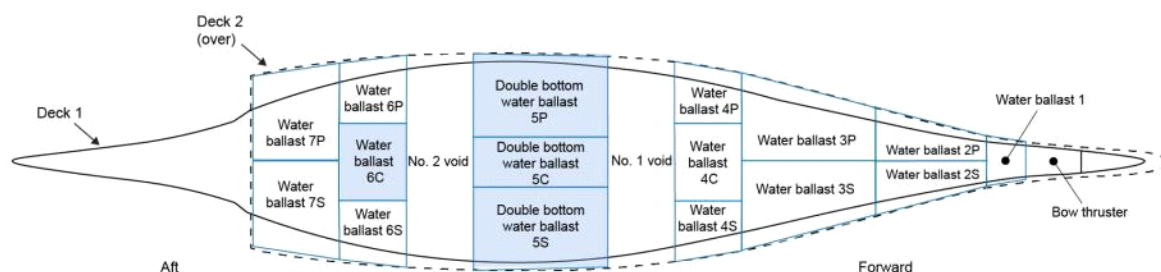 Deck 2
(over)
Deck 1
Water
ballast 7P
Water
ballast 7S
Water
ballast 6P
Water
ballast
6C
Water
ballast 6S
No. 2 void
Double bottom
water ballast
5P
Double bottom
water ballast
5C
Double bottom
water ballast
5S
No. 1 void
Water
ballast 4P
Water
ballast
4C
Water
ballast 4S
Water ballast 3P
Water ballast 3S
Water ballast 2P
Water ballast 2S
Water ballast 1
Bow thruster
Aft
Forward